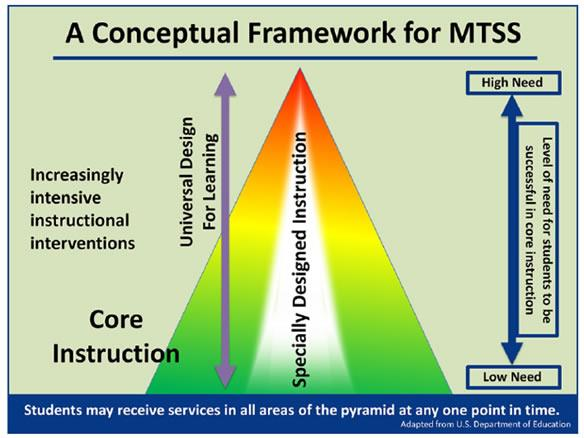 A Conceptual Framework for MTSS
High Need
Universal Design
For Learning
Specially Designed Instruction
Level of need for students to be
successful in core instruction
Increasingly
intensive
instructional
interventions
Core
Instruction
Low Need
Students may receive services in all areas of the pyramid at any one point in time.
Adapted from U.S. Department of Education